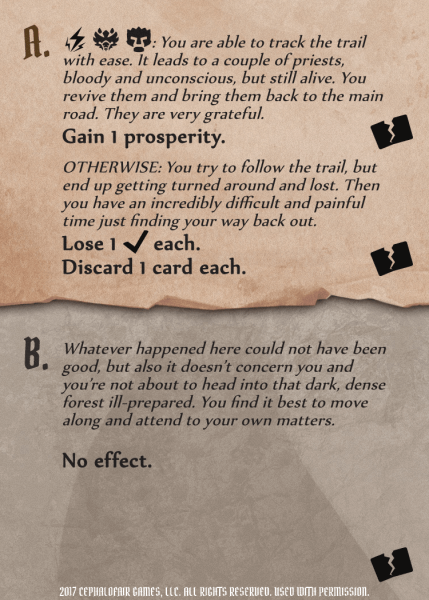 A. : You are able to track the trail
with ease. It leads to a couple of priests,
bloody and unconscious, but still alive. You
revive them and bring them back to the main
road. They are very grateful.
Gain 1 prosperity.
OTHERWISE: You try to follow the trail, but
end up getting turned around and lost. Then
you have an incredibly difficult and painful
time just finding your way back out.
Lose 1 ✓ each.
Discard 1 card each.
B. Whatever happened here could not have been
good, but also it doesn't concern you and
you're not about to head into that dark, dense
forest ill-prepared. You find it best to move
along and attend to your own matters.
No effect.
2017 CEPHALOFAIR GAMES, LLC. ALL RIGHTS RESERVED. USED WITH PERMISSION.